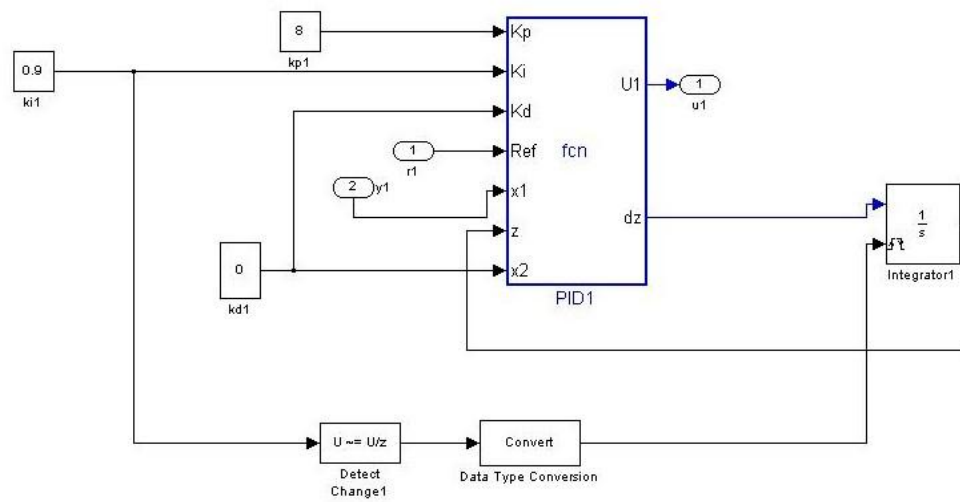 8
kp1
0.9
ki1
Kp
Ki
Kd
Ref
x1
z
x2
fcn
U1
dz
PID1
1
u1
1
r1
2
y1
0
kd1
1
s
Integrator1
U ~= U/z
Detect
Change1
Convert
Data Type Conversion